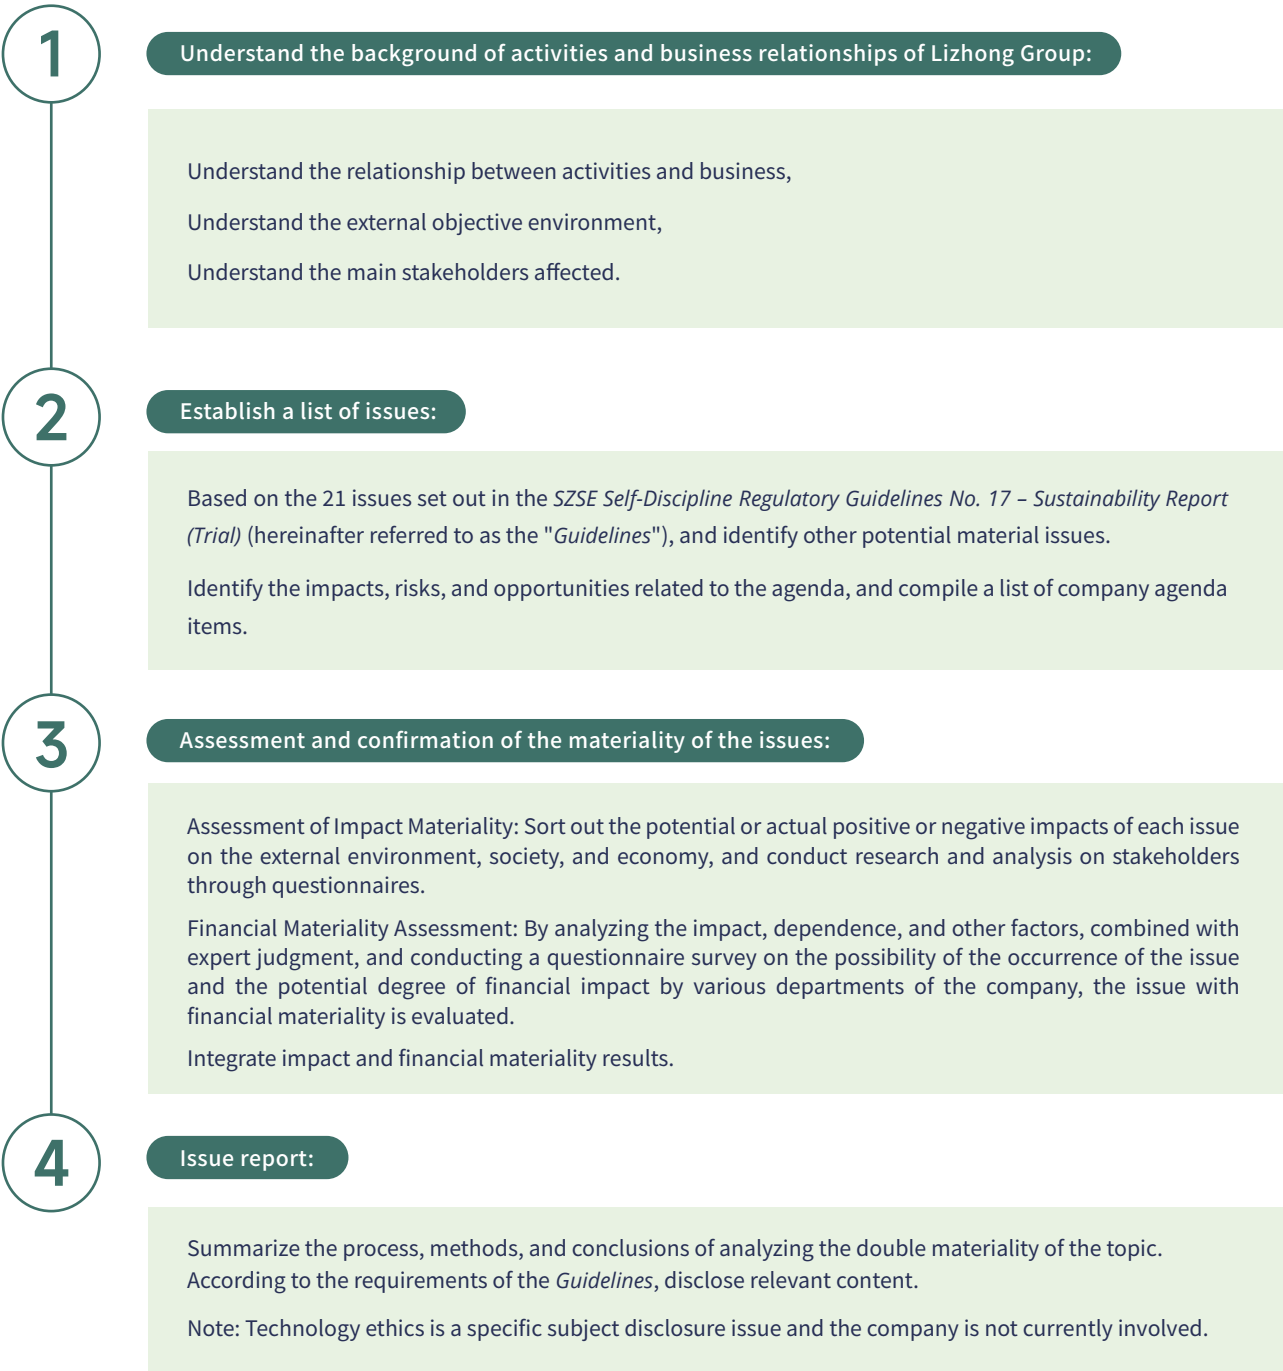 1
Understand the background of activities and business relationships of Lizhong Group:
Understand the relationship between activities and business,
Understand the external objective environment,
Understand the main stakeholders affected.
2
Establish a list of issues:
Based on the 21 issues set out in the SZSE Self-Discipline Regulatory Guidelines No. 17 – Sustainability Report
(Trial) (hereinafter referred to as the "Guidelines"), and identify other potential material issues.
Identify the impacts, risks, and opportunities related to the agenda, and compile a list of company agenda
items.
3
Assessment and confirmation of the materiality of the issues:
Assessment of Impact Materiality: Sort out the potential or actual positive or negative impacts of each issue
on the external environment, society, and economy, and conduct research and analysis on stakeholders
through questionnaires.
Financial Materiality Assessment: By analyzing the impact, dependence, and other factors, combined with
expert judgment, and conducting a questionnaire survey on the possibility of the occurrence of the issue
and the potential degree of financial impact by various departments of the company, the issue with
financial materiality is evaluated.
Integrate impact and financial materiality results.
4
Issue report:
Summarize the process, methods, and conclusions of analyzing the double materiality of the topic.
According to the requirements of the Guidelines, disclose relevant content.
Note: Technology ethics is a specific subject disclosure issue and the company is not currently involved.